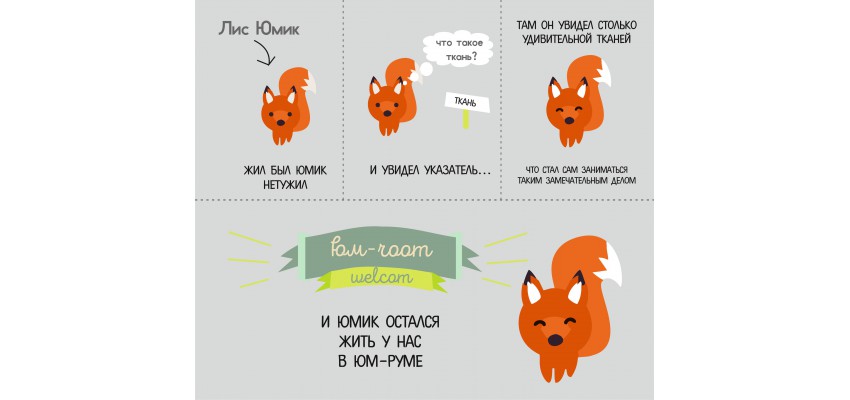 Лис Юмик
ЖИЛ БЫЛ ЮМИК
НЕТУЖИЛ
что такое
ткань?
ТКАНЬ
И УВИДЕЛ УКАЗАТЕЛЬ...
ТАМ ОН УВИДЕЛ СТОЛЬКО
УДИВИТЕЛЬНОЙ ТКАНЕЙ
ЧТО СТАЛ САМ ЗАНИМАТЬСЯ
ТАКИМ ЗАМЕЧАТЕЛЬНЫМ ДЕЛОМ
Юм-room
welcom
И ЮМИК ОСТАЛСЯ
ЖИТЬ У НАС
В ЮМ-РУМЕ